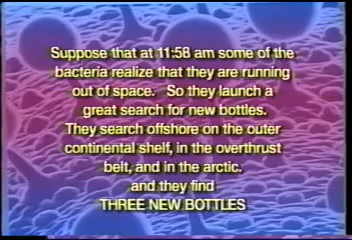 Suppose that at 11:58 am some of the
bacteria realize that they are running
out of space. So they launch a
great search for new bottles.
They search offshore on the outer
continental shelf, in the overthrust
belt, and in the arctic.
and they find
THREE NEW BOTTLES